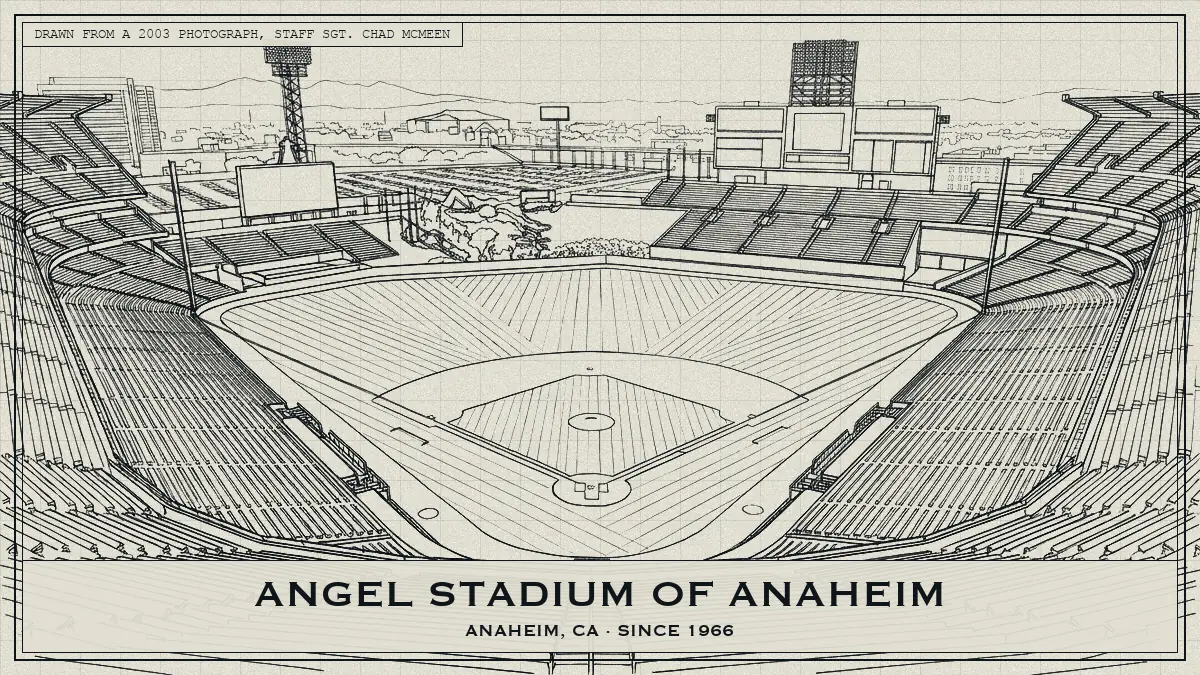 DRAWN FROM A 2003 PHOTOGRAPH, STAFF SGT. CHAD MCMEEN
ANGEL STADIUM OF ANAHEIM
ANAHEIM, CA · SINCE 1966